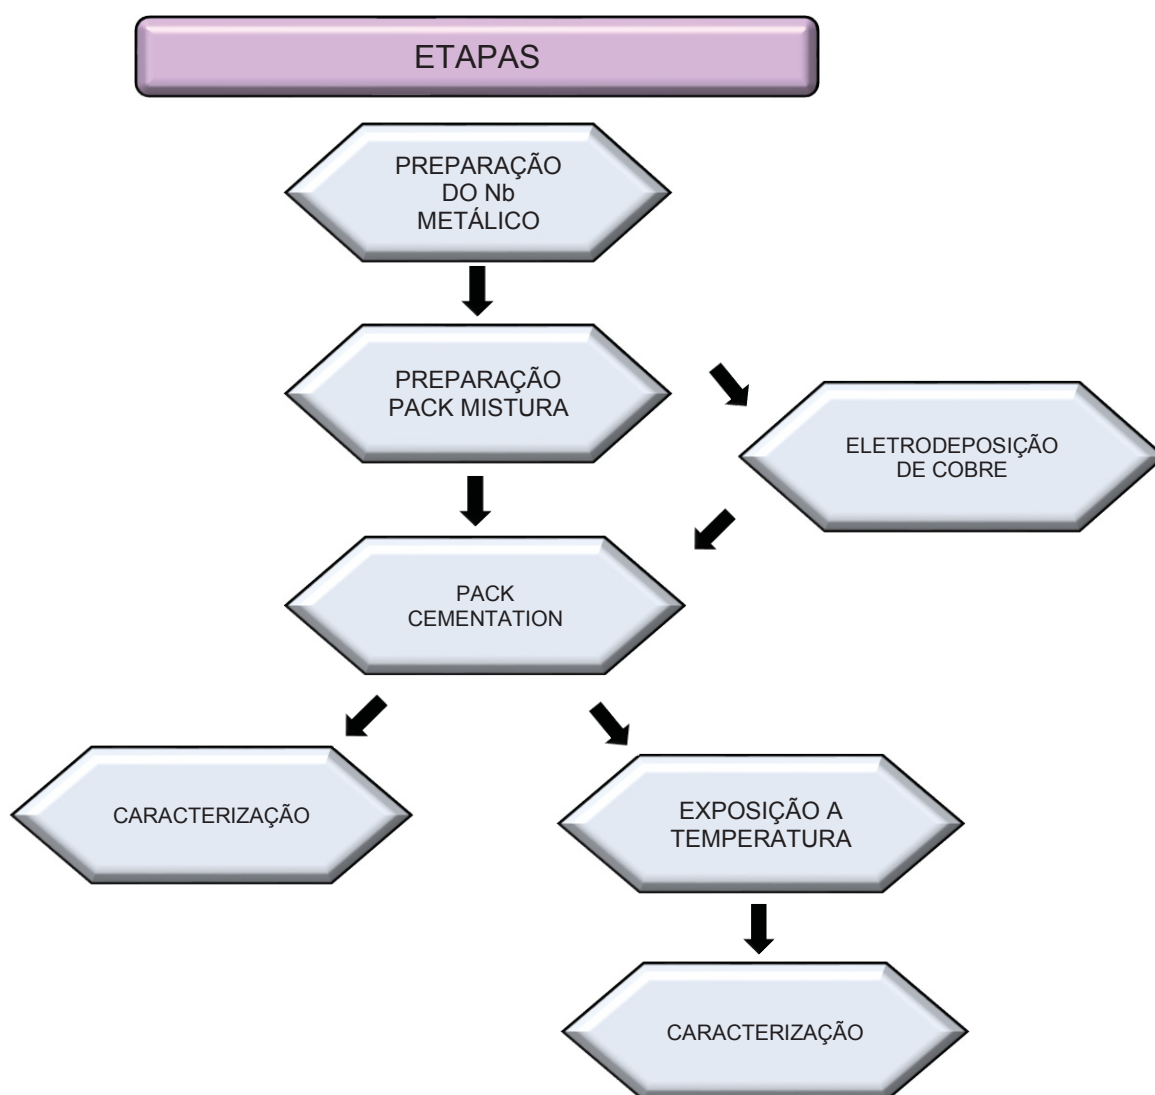 ETAPAS
PREPARAÇÃO
DO Nb
METÁLICO
PREPARAÇÃO
PACK MISTURA
ELETRODEPOSIÇÃO
DE COBRE
PACK
CEMENTATION
CARACTERIZAÇÃO
EXPOSIÇÃO A
TEMPERATURA
CARACTERIZAÇÃO